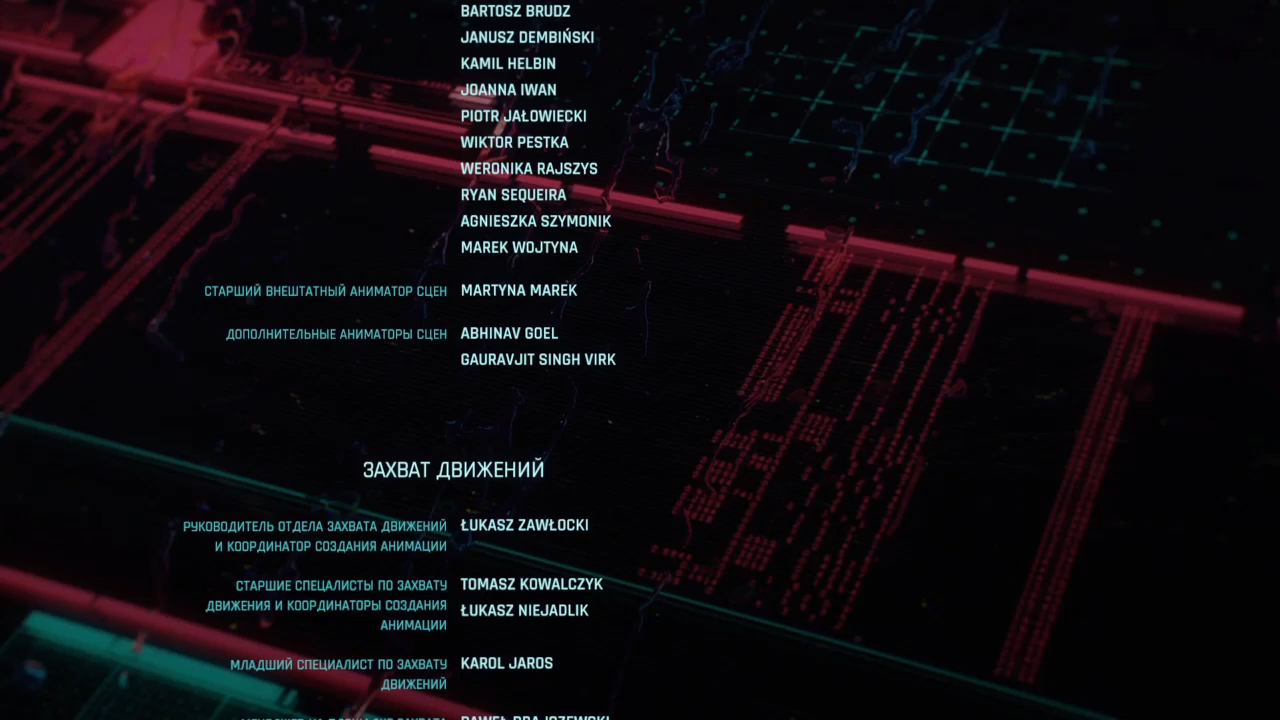 BARTOSZ BRUDZ
JANUSZ DEMBIŃSKI
KAMIL HELBIN
JOANNA IWAN
PIOTR JAŁOWIECKI
WIKTOR PESTKA
WERONIKA RAJSZYS
RYAN SEQUEIRA
AGNIESZKA SZYMONIK
MAREK WOJTYNA
СТАРШИЙ ВНЕШТАТНЫЙ АНИМАТОР СЦЕН MARTYNA MAREK
ДОПОЛНИТЕЛЬНЫЕ АНИМАТОРЫ СЦЕН ABHINAV GOEL
GAURAVJIT SINGH VIRK
ЗАХВАТ ДВИЖЕНИЙ
РУКОВОДИТЕЛЬ ОТДЕЛА ЗАХВАТА ДВИЖЕНИЙ ŁUKASZ ZAWŁOCKI
И КООРДИНАТОР СОЗДАНИЯ АНИМАЦИИ
СТАРШИЕ СПЕЦАЛИСТЫ ПО ЗАХВАТУ TOMASZ KOWALCZYK
ДВИЖЕНИЯ И КООРДИНАТОРЫ СОЗДАНИЯ ŁUKASZ NIEJADLIK
АНИМАЦИИ
МЛАДШИЙ СПЕЦИАЛИСТ ПО ЗАХВАТУ KAROL JAROS
ДВИЖЕНИЙ